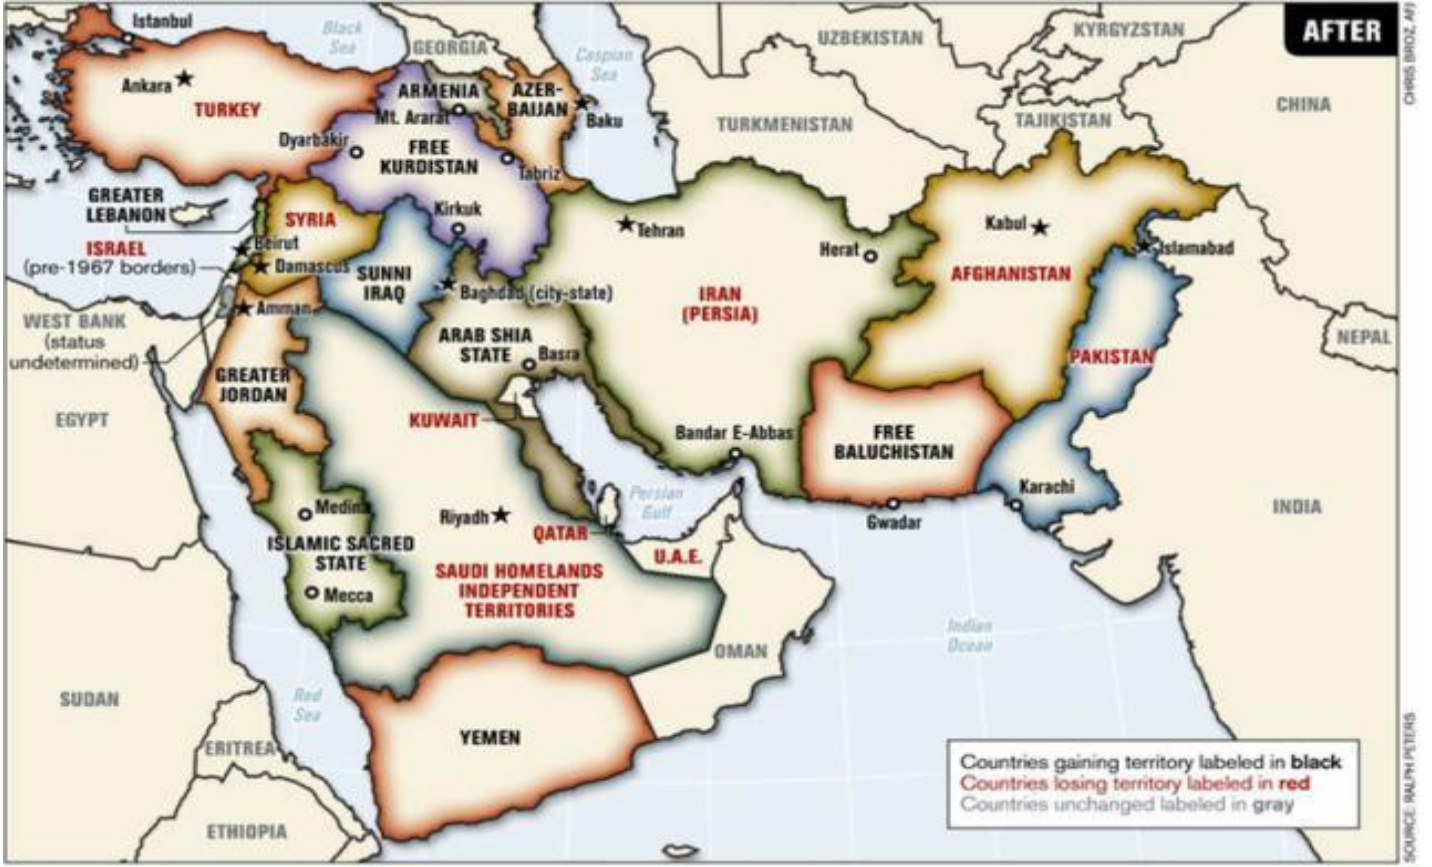 AFTER
CHRIS BROZ, AFJ
Istanbul
Black
Sea
GEORGIA
Caspian
Sea
UZBEKISTAN
KYRGYZSTAN
Ankara
TURKEY
ARMENIA
AZER-
BAIJAN
Baku
TURKMENISTAN
TAJIKISTAN
CHINA
Mt. Ararat
Dyarbakir
FREE
KURDISTAN
Tabriz
GREATER
LEBANON
SYRIA
Kirkuk
Tehran
Herat
Kabul
Islamabad
ISRAEL
(pre-1967 borders)
Beirut
Damascus
SUNNI
IRAQ
Baghdad (city-state)
IRAN
(PERSIA)
AFGHANISTAN
WEST BANK
(status
undetermined)
Amman
ARAB SHIA
STATE
Basra
PAKISTAN
NEPAL
GREATER
JORDAN
EGYPT
KUWAIT
Bandar E-Abbas
FREE
BALUCHISTAN
Karachi
Gwadar
INDIA
Medina
Riyadh
Persian
Gulf
QATAR
U.A.E.
ISLAMIC SACRED
STATE
Mecca
SAUDI HOMELANDS
INDEPENDENT
TERRITORIES
OMAN
Indian
Ocean
SUDAN
Red
Sea
ERITREA
YEMEN
ETHIOPIA
Countries gaining territory labeled in black
Countries losing territory labeled in red
Countries unchanged labeled in gray
SOURCE: RALPH PETERS